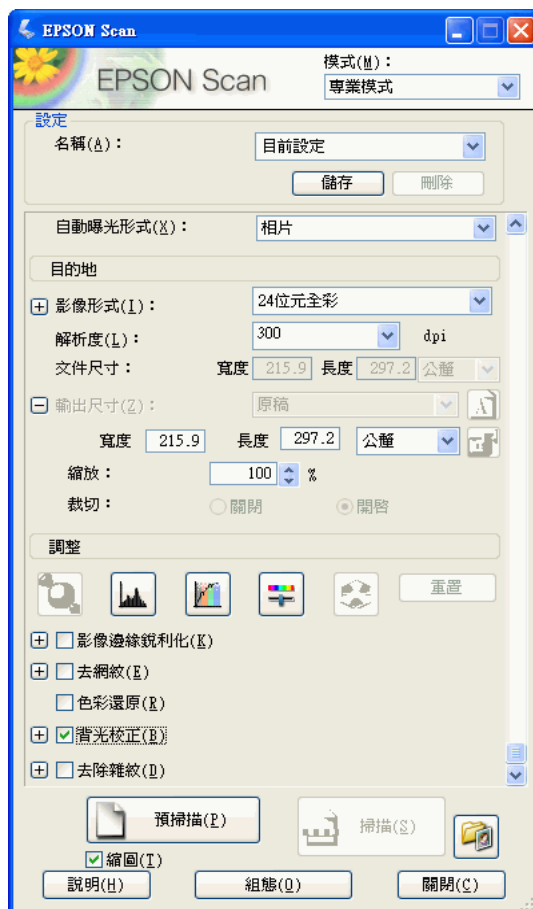 EPSON Scan
EPSON Scan
模式(M)：
專業模式
設定
名稱(A)：
目前設定
儲存
刪除
自動曝光形式(X)：
相片
目的地
影像形式(I)：
24位元全彩
解析度(L)：
300
dpi
文件尺寸：
寬度 215.9 長度 297.2 公釐
輸出尺寸(Z)：
原稿
寬度 215.9 長度 297.2 公釐
縮放：
100 %
裁切：
關閉
開啓
調整
重置
影像邊緣銳利化(K)
去網紋(E)
色彩還原(R)
背光校正(B)
去除雜紋(D)
預掃描(P)
掃描(S)
縮圖(T)
說明(H)
組態(O)
關閉(C)